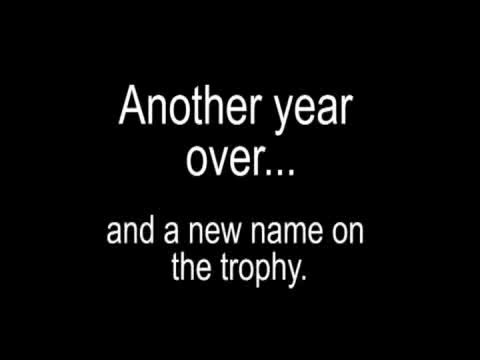 Another year
over...
and a new name on
the trophy.